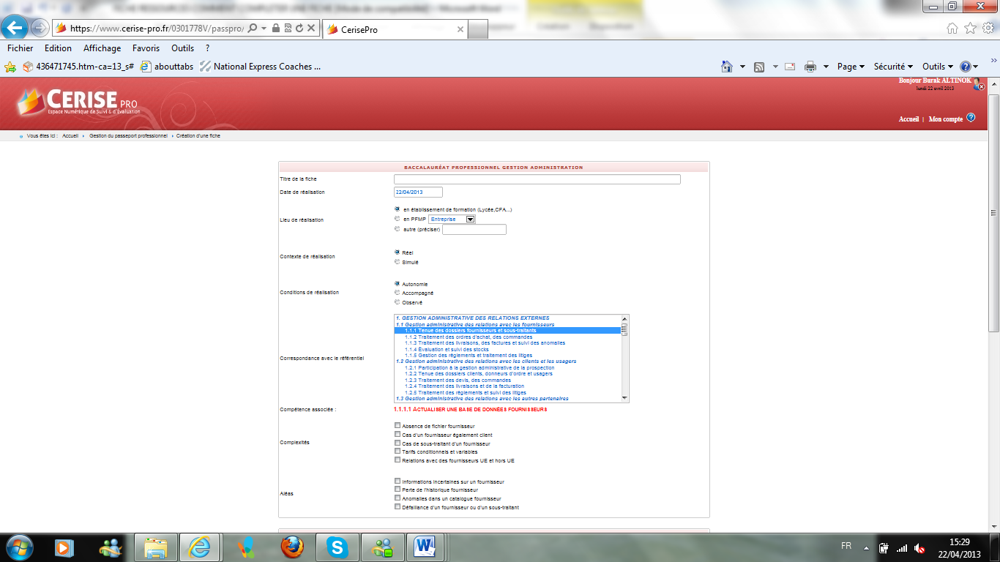 FICHE RESSOURCES COMMENT COMPLETER UNE FICHE [Mode de compatibilité] - Microsoft Word
https://www.cerise-pro.fr/0301778V/passpro/
CerisePro
Fichier Edition Affichage Favoris Outils ?
436471745.htm-ca=13_s# abouttabs National Express Coaches ...
Page Sécurité Outils
Bonjour Burak ALTINOK
lundi 22 avril 2013
CERISE PRO
Espace Numérique de Suivi & d'Évaluation
Accueil | Mon compte
Vous êtes ici : Accueil Gestion du passeport professionnel Création d'une fiche
BACCALAURÉAT PROFESSIONNEL GESTION ADMINISTRATION
Titre de la fiche
Date de réalisation 22/04/2013
en établissement de formation (Lycée,CFA...)
Lieu de réalisation en PFMP Entreprise
autre (préciser)
Réel
Contexte de réalisation
Simulé
Autonomie
Conditions de réalisation Accompagné
Observé
1. GESTION ADMINISTRATIVE DES RELATIONS EXTERNES
1.1 Gestion administrative des relations avec les fournisseurs
1.1.1 Tenue des dossiers fournisseurs et sous-traitants
1.1.2 Traitement des ordres d'achat, des commandes
1.1.3 Traitement des livraisons, des factures et suivi des anomalies
1.1.4 Évaluation et suivi des stocks
1.1.5 Gestion des règlements et traitement des litiges
Correspondance avec le référentiel
1.2 Gestion administrative des relations avec les clients et les usagers
1.2.1 Participation à la gestion administrative de la prospection
1.2.2 Tenue des dossiers clients, donneurs d'ordre et usagers
1.2.3 Traitement des devis, des commandes
1.2.4 Traitement des livraisons et de la facturation
1.2.5 Traitement des règlements et suivi des litiges
1.3 Gestion administrative des relations avec les autres partenaires
Compétence associée : 1.1.1.1 ACTUALISER UNE BASE DE DONNÉES FOURNISSEURS
Absence de fichier fournisseur
Cas d'un fournisseur également client
Complexités Cas de sous-traitant d'un fournisseur
Tarifs conditionnels et variables
Relations avec des fournisseurs UE et hors UE
Informations incertaines sur un fournisseur
Perte de l'historique fournisseur
Aléas
Anomalies dans un catalogue fournisseur
Défaillance d'un fournisseur ou d'un sous-traitant
FR 15:29
22/04/2013